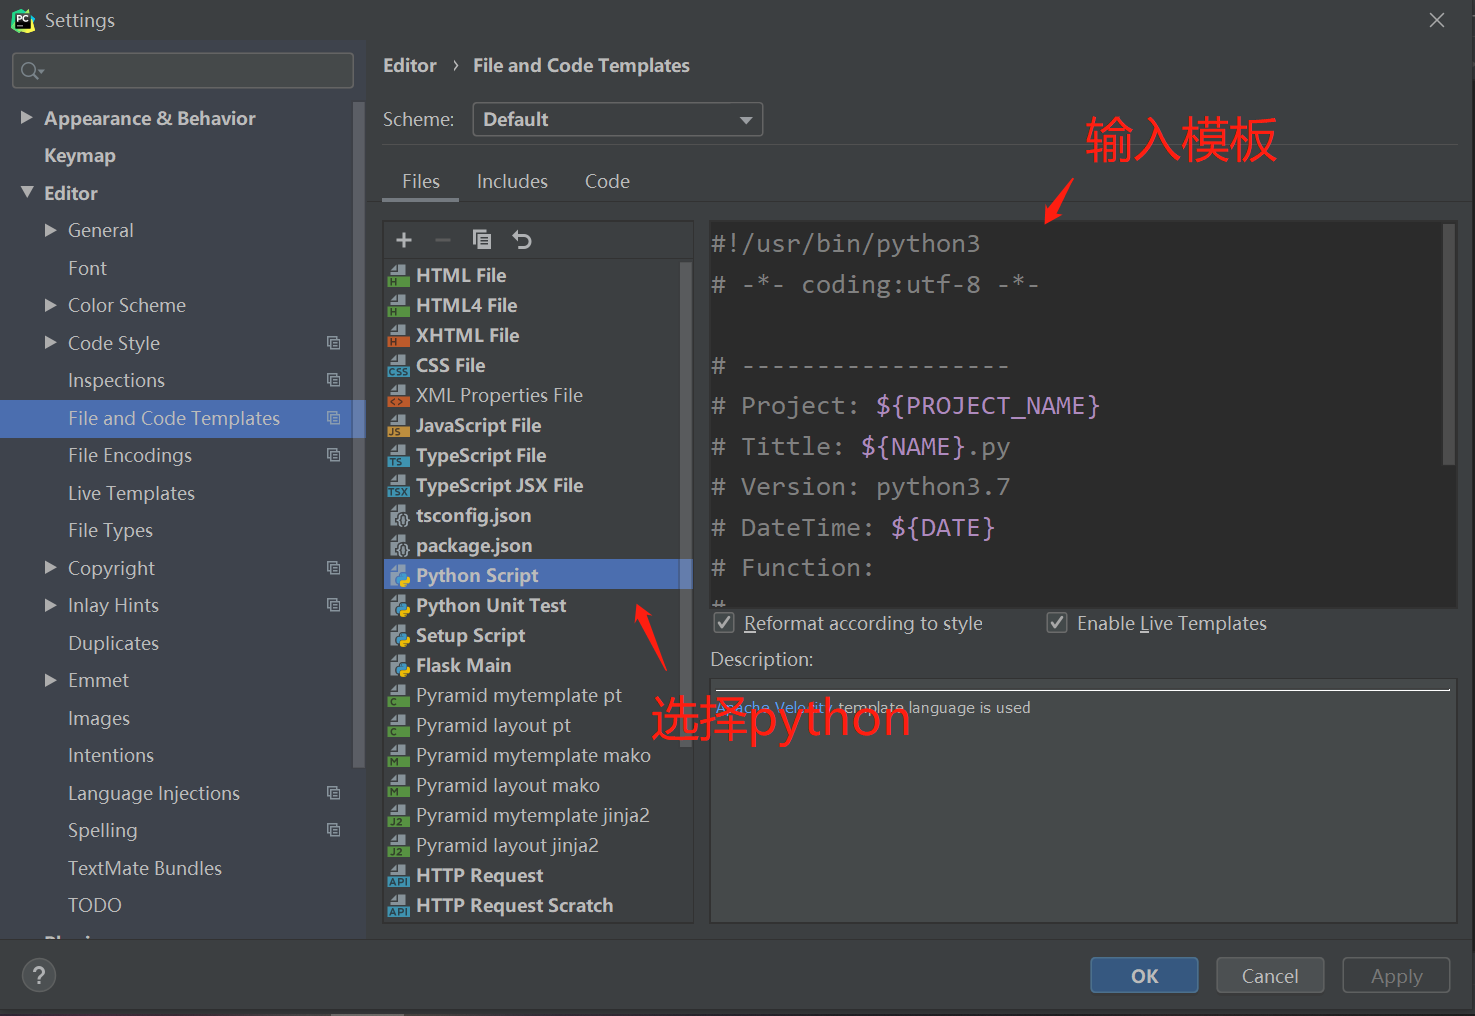 Settings
Appearance & Behavior
Keymap
Editor
General
Font
Color Scheme
Code Style
Inspections
File and Code Templates
File Encodings
Live Templates
File Types
Copyright
Inlay Hints
Duplicates
Emmet
Images
Intentions
Language Injections
Spelling
TextMate Bundles
TODO
Editor › File and Code Templates
Scheme: Default
输入模板
Files Includes Code
HTML File
HTML4 File
XHTML File
CSS File
XML Properties File
JavaScript File
TypeScript File
TypeScript JSX File
tsconfig.json
package.json
Python Script
Python Unit Test
Setup Script
Flask Main
Pyramid mytemplate pt
Pyramid layout pt
Pyramid mytemplate mako
Pyramid layout mako
Pyramid mytemplate jinja2
Pyramid layout jinja2
HTTP Request
HTTP Request Scratch
选择python
#!/usr/bin/python3
# -*- coding:utf-8 -*-
# ------------------
# Project: ${PROJECT_NAME}
# Tittle: ${NAME}.py
# Version: python3.7
# DateTime: ${DATE}
# Function:
#
Reformat according to style Enable Live Templates
Description:
Apache Velocity template language is used
? OK Cancel Apply